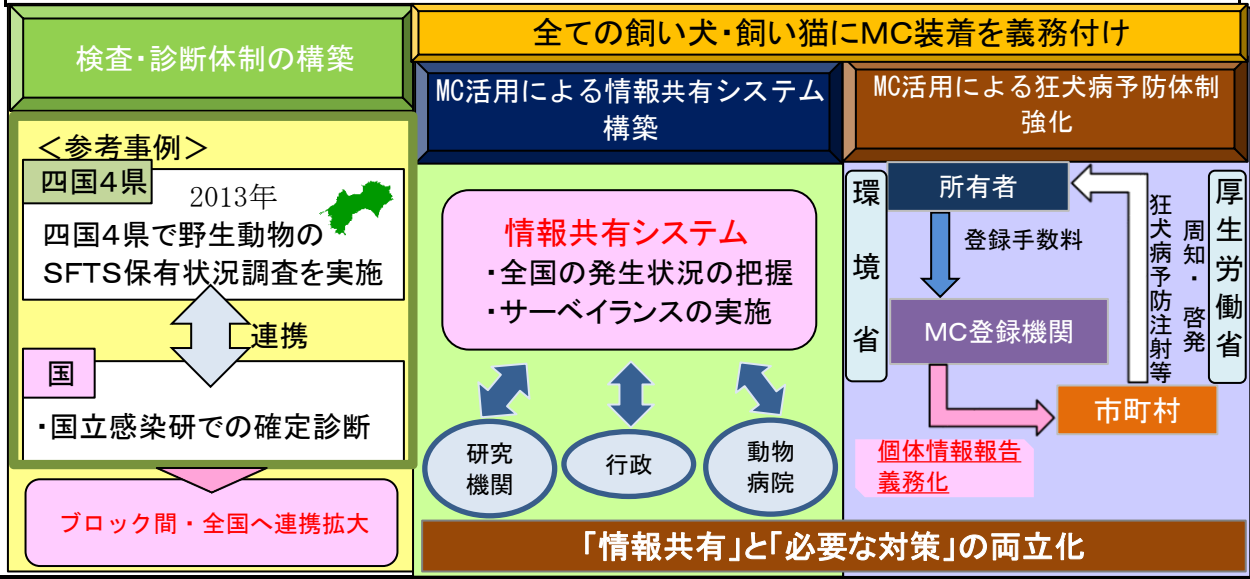 検査・診断体制の構築
＜参考事例＞
四国４県
2013年
四国４県で野生動物の
ＳＦＴＳ保有状況調査を実施
連携
国
・国立感染研での確定診断
ブロック間・全国へ連携拡大
全ての飼い犬・飼い猫にＭＣ装着を義務付け
MC活用による情報共有システム
構築
情報共有システム
・全国の発生状況の把握
・サーベイランスの実施
研究
機関
行政
動物
病院
MC活用による狂犬病予防体制
強化
環境省
所有者
登録手数料
ＭＣ登録機関
個体情報報告
義務化
市町村
狂犬病予防注射等
周知・啓発
厚生労働省
「情報共有」と「必要な対策」の両立化